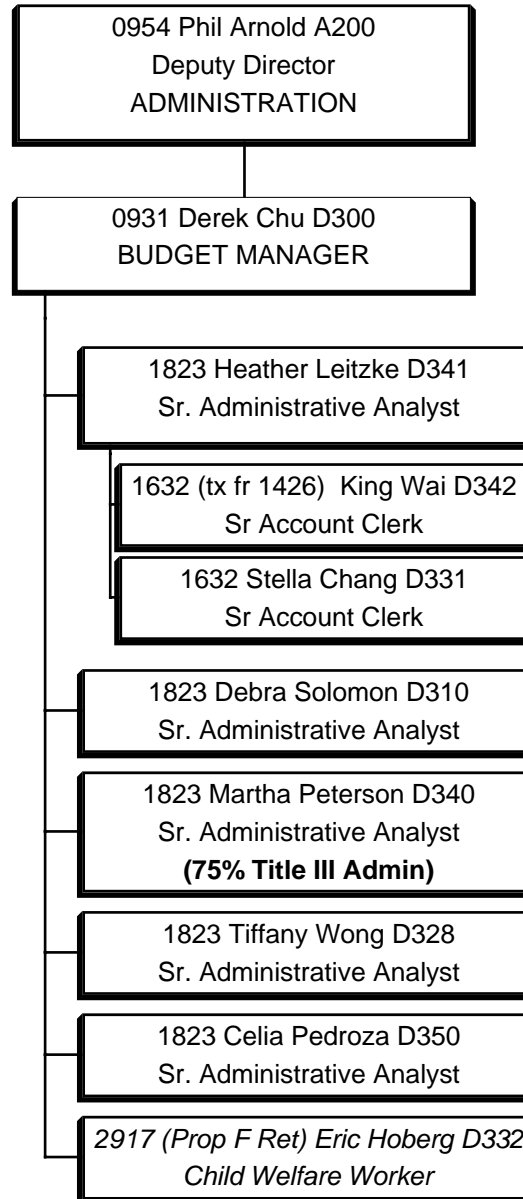 0954 Phil Arnold A200
Deputy Director
ADMINISTRATION
0931 Derek Chu D300
BUDGET MANAGER
1823 Heather Leitzke D341
Sr. Administrative Analyst
1632 (tx fr 1426)  King Wai D342
Sr Account Clerk
1632 Stella Chang D331
Sr Account Clerk
1823 Debra Solomon D310
Sr. Administrative Analyst
1823 Martha Peterson D340
Sr. Administrative Analyst
(75% Title III Admin)
1823 Tiffany Wong D328
Sr. Administrative Analyst
1823 Celia Pedroza D350
Sr. Administrative Analyst
2917 (Prop F Ret) Eric Hoberg D332
Child Welfare Worker